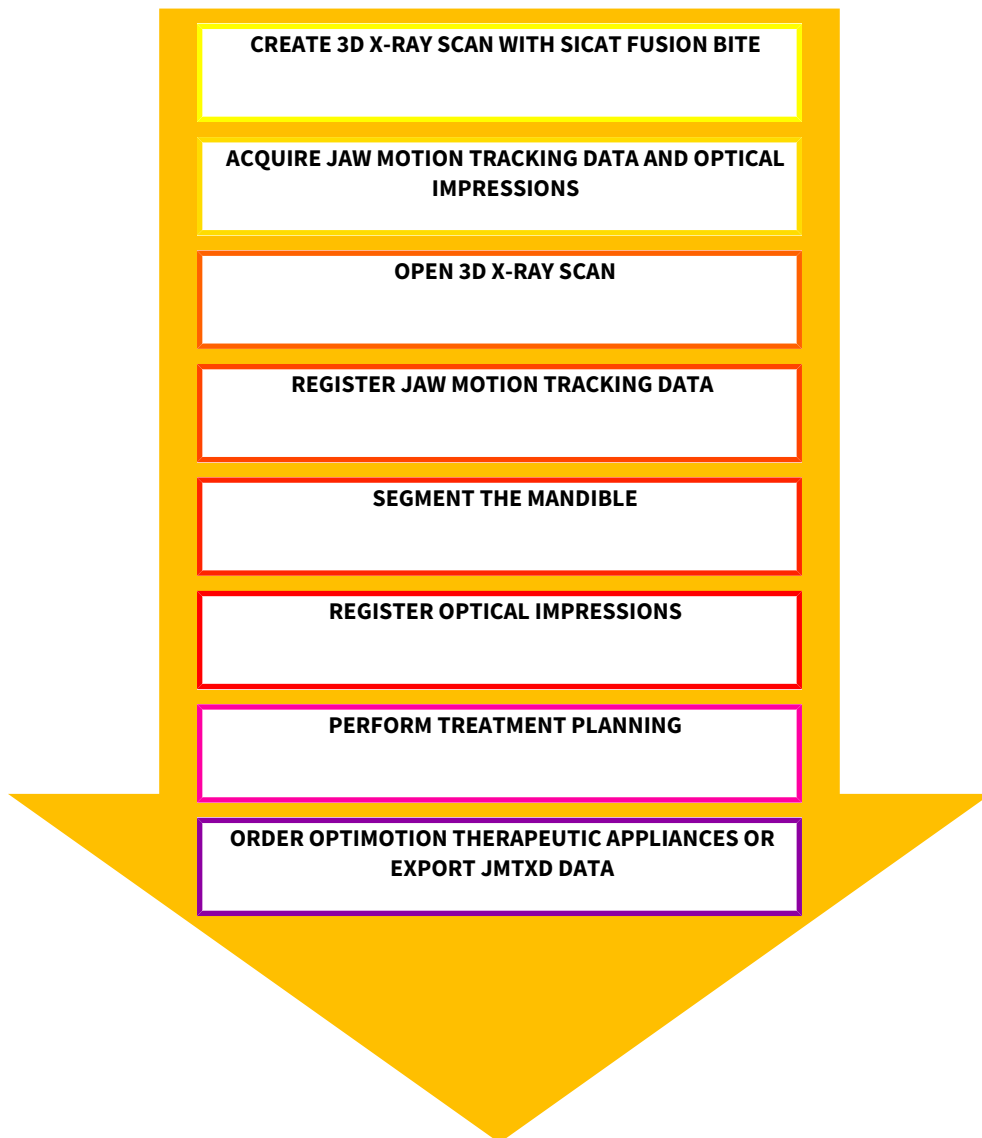 CREATE 3D X-RAY SCAN WITH SICAT FUSION BITE
ACQUIRE JAW MOTION TRACKING DATA AND OPTICAL
IMPRESSIONS
OPEN 3D X-RAY SCAN
REGISTER JAW MOTION TRACKING DATA
SEGMENT THE MANDIBLE
REGISTER OPTICAL IMPRESSIONS
PERFORM TREATMENT PLANNING
ORDER OPTIMOTION THERAPEUTIC APPLIANCES OR
EXPORT JMTXD DATA